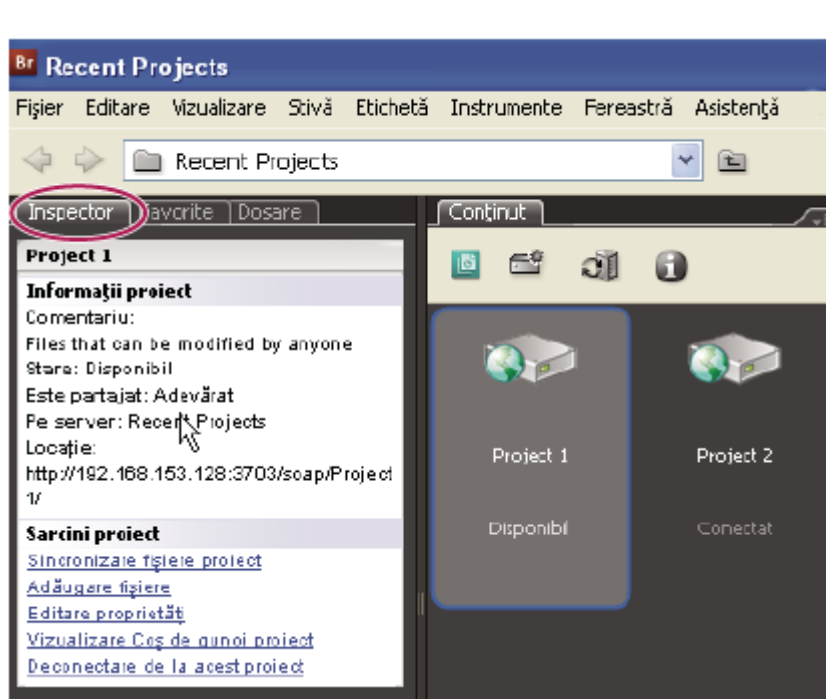 Br Recent Projects
Fişier Editare Vizualizare Stivă Etichetă Instrumente Fereastră Asistenţă
Recent Projects
Inspector Favorite Dosare
Conţinut
Project 1
Informaţii proiect
Comentariu:
Files that can be modified by anyone
Stare: Disponibil
Este partajat: Adevărat
Pe server: Recent Projects
Locaţie:
http://192.168.153.128:3703/soap/Project
1/
Sarcini proiect
Sincronizare fişiere proiect
Adăugare fişiere
Editare proprietăţi
Vizualizare Coş de gunoi proiect
Deconectare de la acest proiect
Project 1 Project 2
Disponibil Conectat